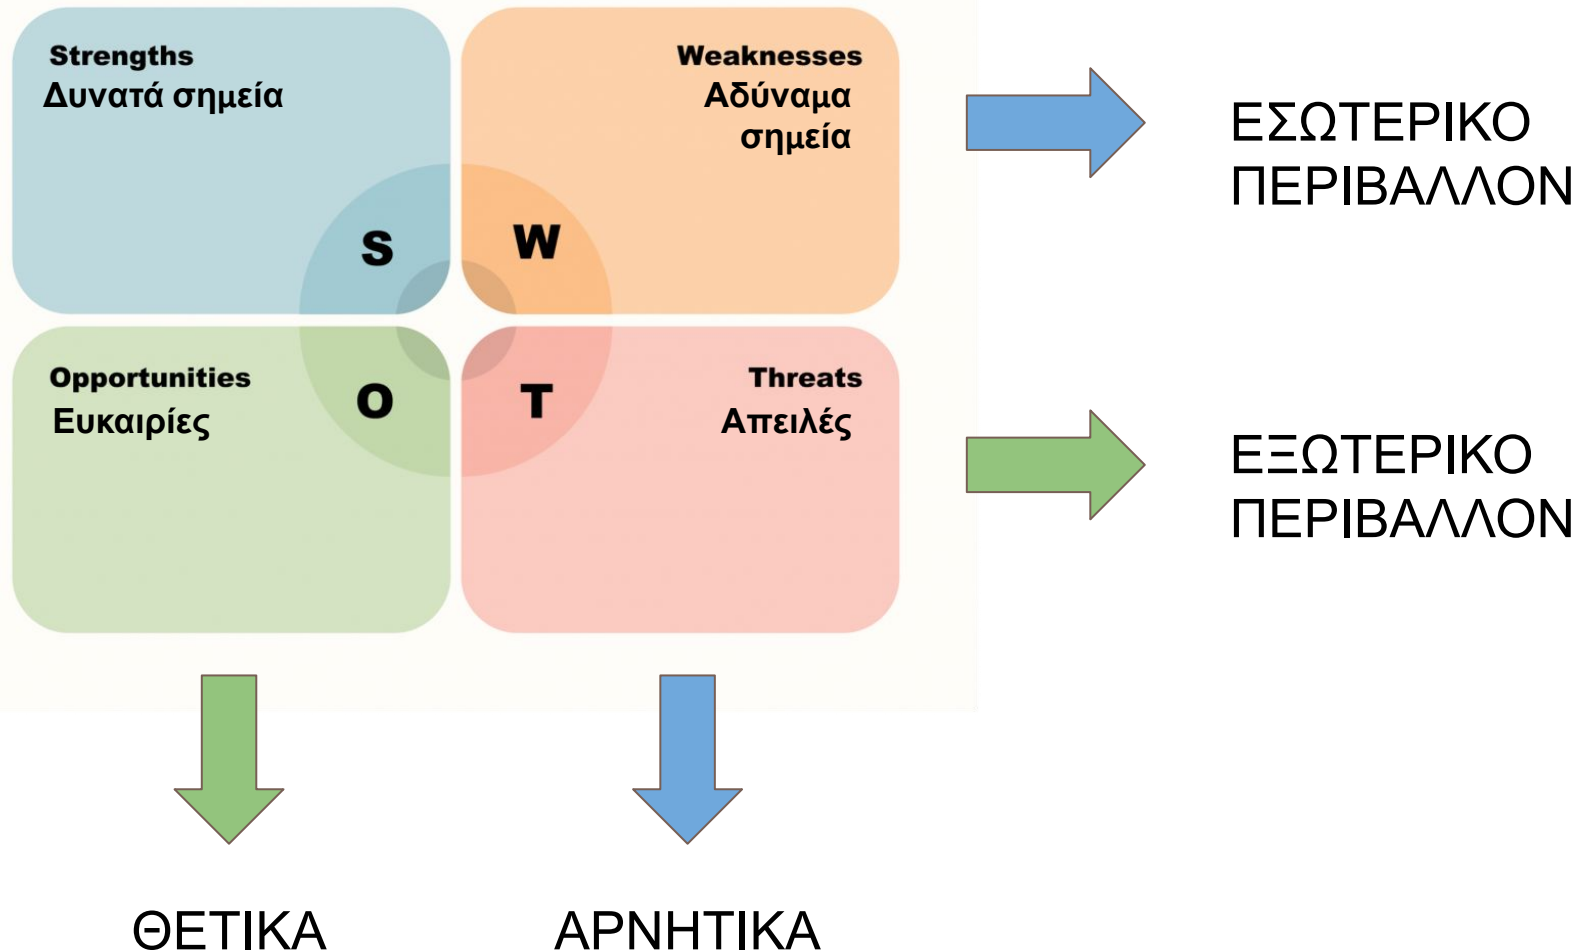 Strengths
Δυνατά σημεία
Weaknesses
Αδύναμα
σημεία
S
W
Opportunities
Ευκαιρίες
Threats
Απειλές
O
T
ΕΣΩΤΕΡΙΚΟ
ΠΕΡΙΒΑΛΛΟΝ
ΕΞΩΤΕΡΙΚΟ
ΠΕΡΙΒΑΛΛΟΝ
ΘΕΤΙΚΑ
ΑΡΝΗΤΙΚΑ